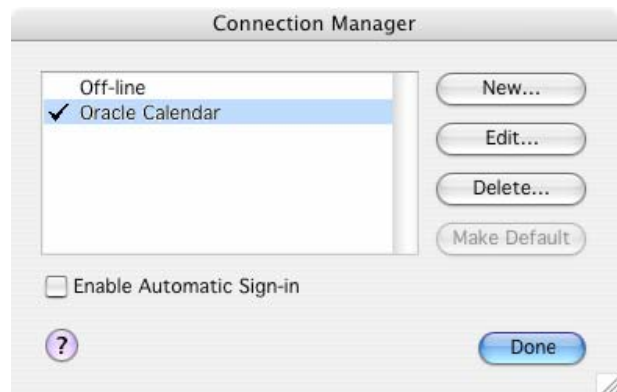 Connection Manager
Off-line
✓ Oracle Calendar
New...
Edit...
Delete...
Make Default
Enable Automatic Sign-in
?
Done